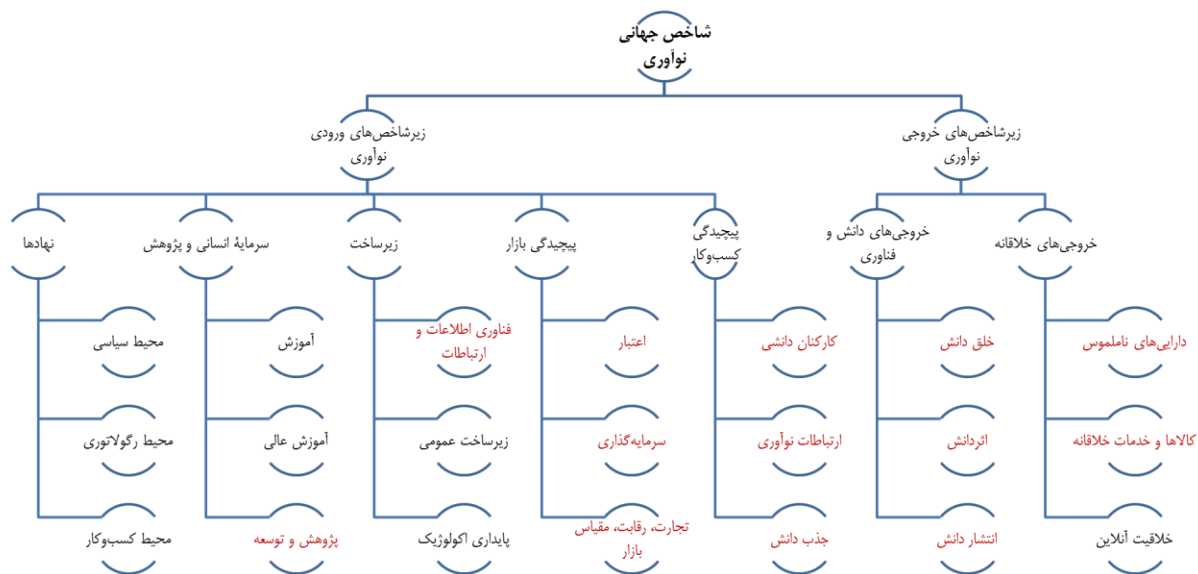 شاخص جهانی
نوآوری
زیرشاخص‌های خروجی
نوآوری
زیرشاخص‌های ورودی
نوآوری
خروجی‌های خلاقانه
خروجی‌های دانش و
فناوری
پیچیدگی
کسب‌وکار
پیچیدگی بازار
زیرساخت
سرمایۀ انسانی و پژوهش
نهادها
دارایی‌های ناملموس
خلق دانش
کارکنان دانشی
اعتبار
فناوری اطلاعات و
ارتباطات
آموزش
محیط سیاسی
کالاها و خدمات خلاقانه
اثردانش
ارتباطات نوآوری
سرمایه‌گذاری
زیرساخت عمومی
آموزش عالی
محیط رگولاتوری
خلاقیت آنلاین
انتشار دانش
جذب دانش
تجارت، رقابت، مقیاس
بازار
پایداری اکولوژیک
پژوهش و توسعه
محیط کسب‌وکار